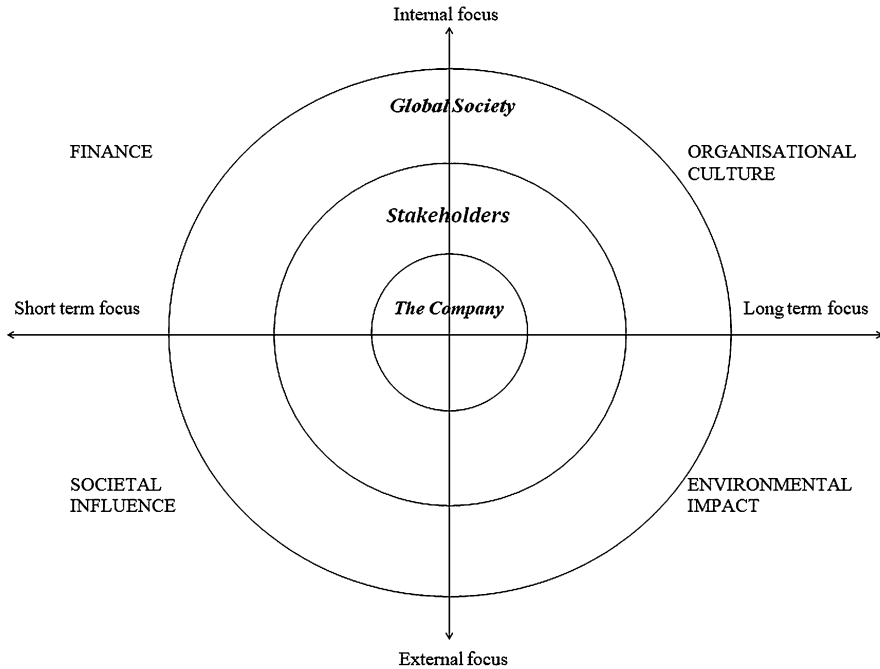 Internal focus
Global Society
FINANCE
ORGANISATIONAL
CULTURE
Stakeholders
Short term focus
The Company
Long term focus
SOCIETAL
INFLUENCE
ENVIRONMENTAL
IMPACT
External focus